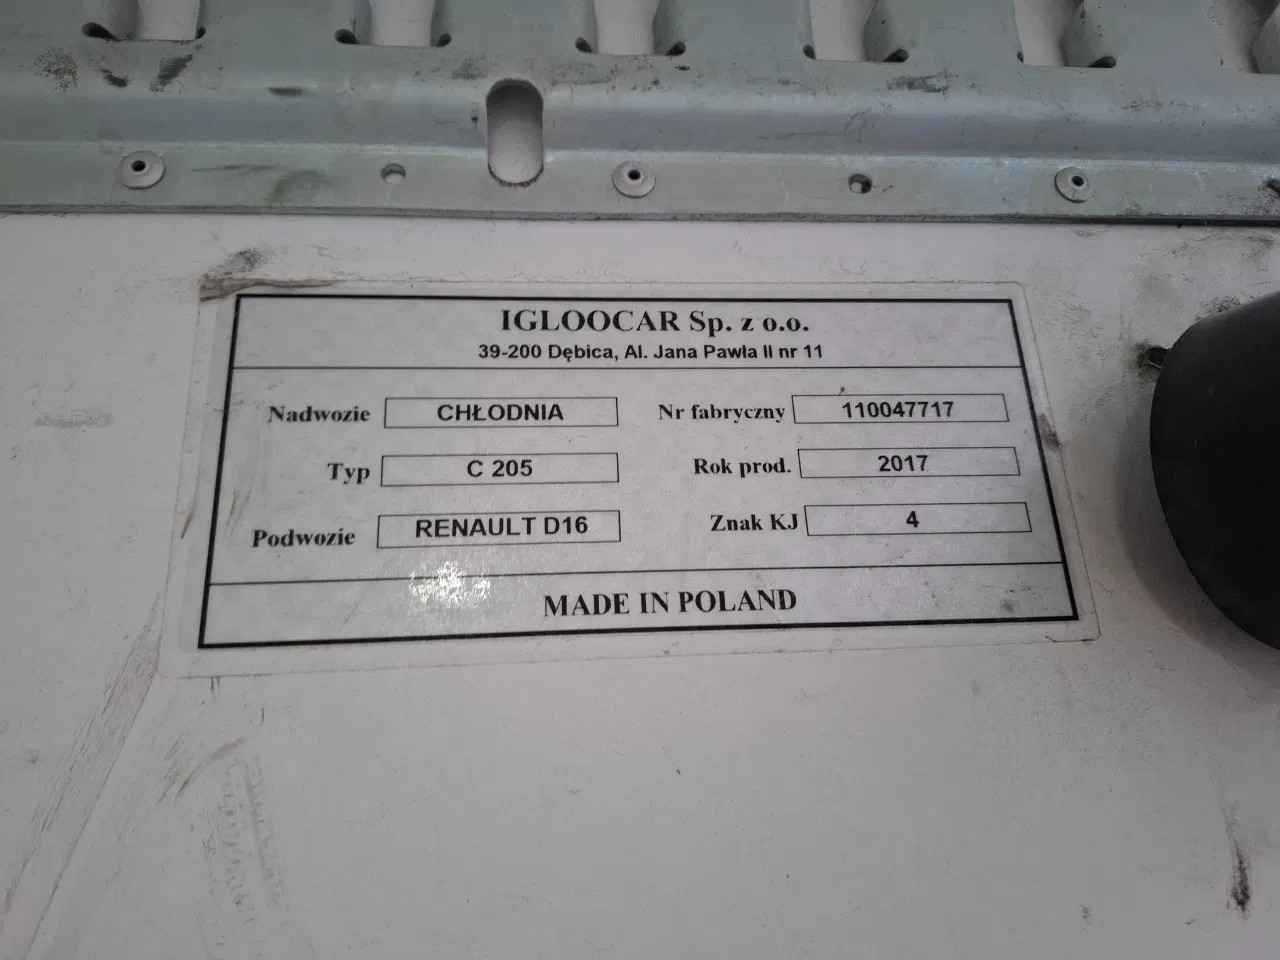 IGLOOCAR Sp. z o.o.
39-200 Dębica, Al. Jana Pawła II nr 11
Nadwozie CHŁODNIA Nr fabryczny 110047717
Typ C 205 Rok prod. 2017
Podwozie RENAULT D16 Znak KJ 4
MADE IN POLAND